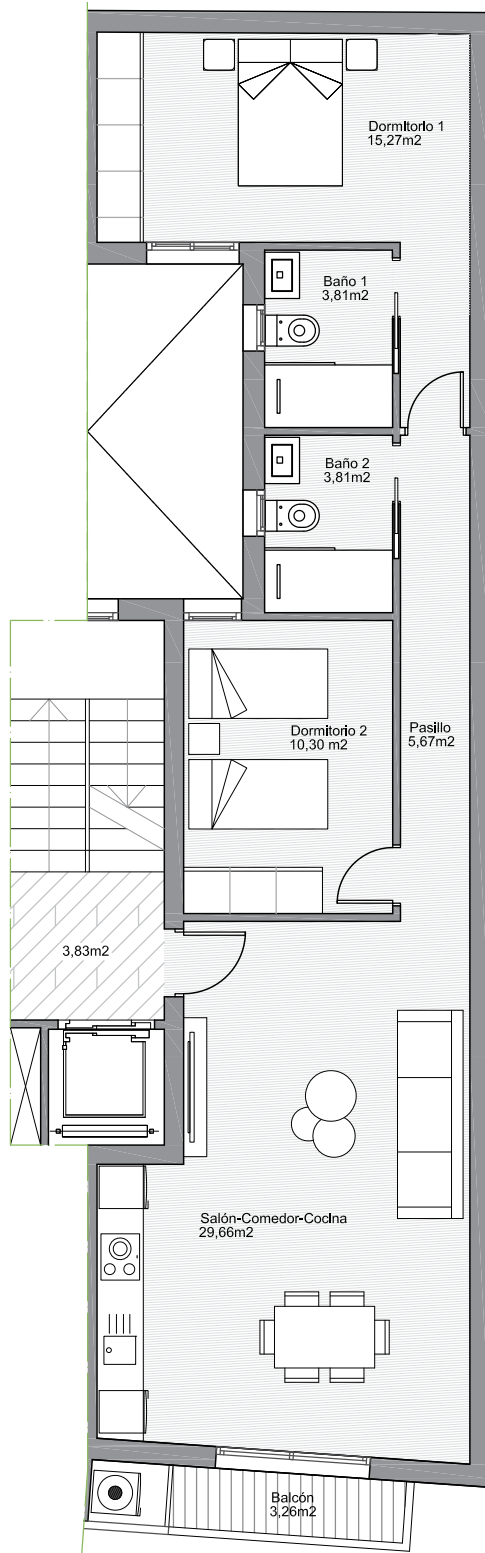 Dormitorio 1
15,27m2
Baño 1
3,81m2
Baño 2
3,81m2
Dormitorio 2
10,30 m2
Pasillo
5,67m2
3,83m2
Salón-Comedor-Cocina
29,66m2
Balcón
3,26m2